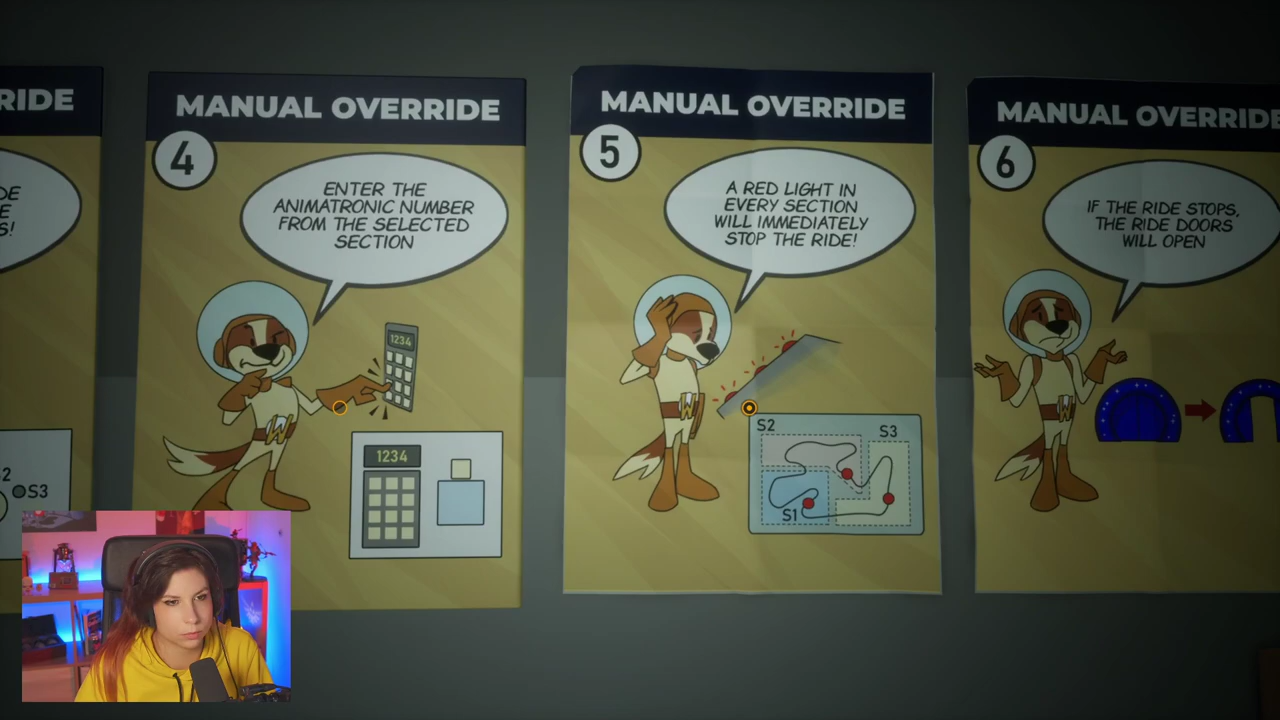 RIDE
S!
2
S3
MANUAL OVERRIDE
4
ENTER THE
ANIMATRONIC NUMBER
FROM THE SELECTED
SECTION
1234
W
1234
MANUAL OVERRIDE
5
A RED LIGHT IN
EVERY SECTION
WILL IMMEDIATELY
STOP THE RIDE!
W
S2
S3
S1
MANUAL OVERRIDE
6
IF THE RIDE STOPS,
THE RIDE DOORS
WILL OPEN
W